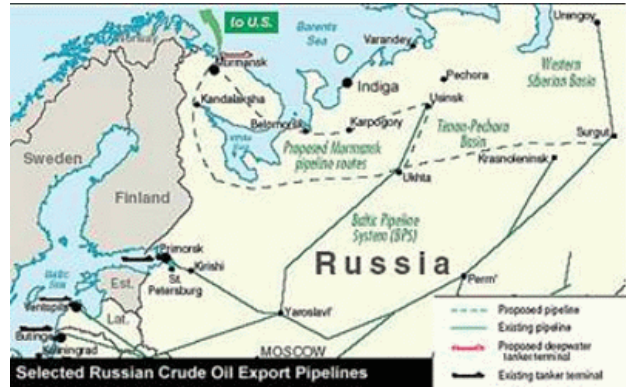 to U.S.
Barents
Sea
Urengoy
Norway
Varandey
Murmansk
Indiga
Pechora
Western
Siberian Basin
Kandalaksha
Usinsk
Belomorsk
Karpogory
Timan-Pechora
Basin
Surgut
Sweden
Proposed Murmansk
pipeline routes
Krasnoleninsk
Finland
Ukhta
Baltic Pipeline
System (BPS)
Russia
Primorsk
Kirishi
St.
Petersburg
Perm'
Baltic
Sea
Est.
Ventspils
Yaroslavl'
Lat.
Butinge
MOSCOW
Proposed pipeline
Existing pipeline
Proposed deepwater
tanker terminal
Existing tanker terminal
Selected Russian Crude Oil Export Pipelines